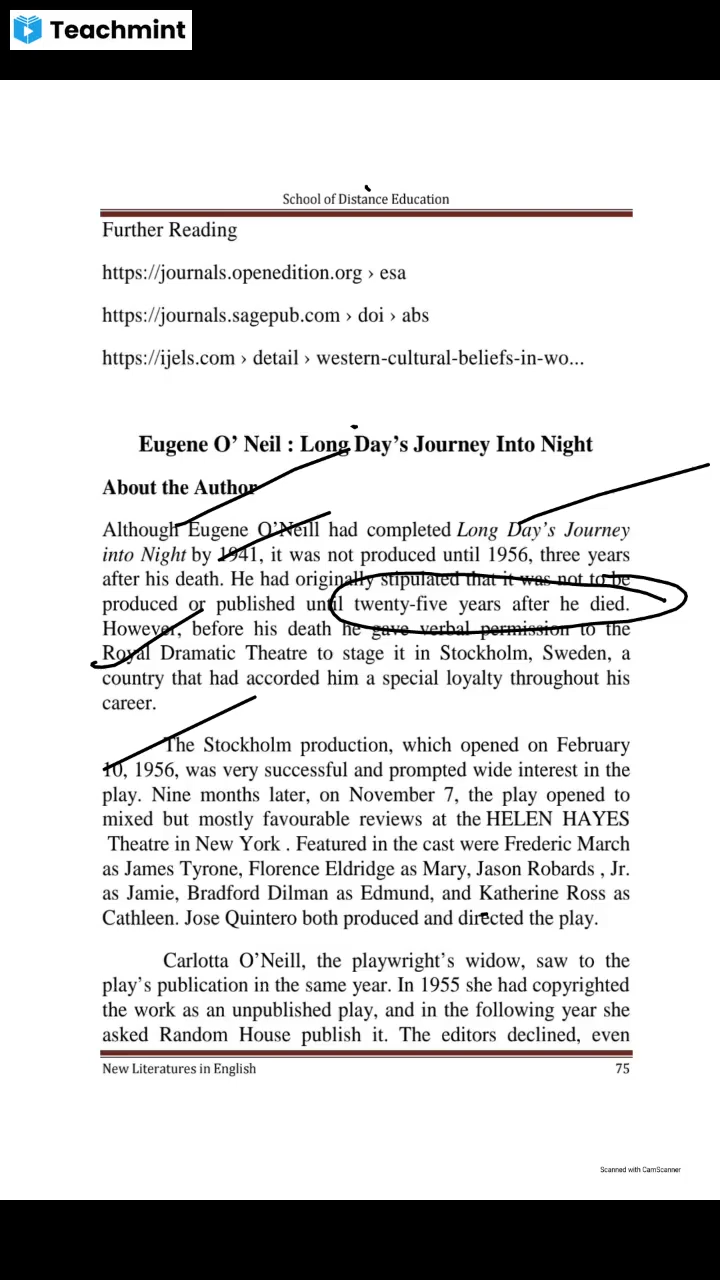 Teachmint
School of Distance Education
Further Reading
https://journals.openedition.org › esa
https://journals.sagepub.com › doi › abs
https://ijels.com › detail › western-cultural-beliefs-in-wo...
Eugene O’ Neil : Long Day’s Journey Into Night
About the Author
Although Eugene O’Neill had completed Long Day’s Journey
into Night by 1941, it was not produced until 1956, three years
after his death. He had originally stipulated that it was not to be
produced or published until twenty-five years after he died.
However, before his death he gave verbal permission to the
Royal Dramatic Theatre to stage it in Stockholm, Sweden, a
country that had accorded him a special loyalty throughout his
career.
The Stockholm production, which opened on February
10, 1956, was very successful and prompted wide interest in the
play. Nine months later, on November 7, the play opened to
mixed but mostly favourable reviews at the HELEN HAYES
Theatre in New York . Featured in the cast were Frederic March
as James Tyrone, Florence Eldridge as Mary, Jason Robards , Jr.
as Jamie, Bradford Dilman as Edmund, and Katherine Ross as
Cathleen. Jose Quintero both produced and directed the play.
Carlotta O’Neill, the playwright’s widow, saw to the
play’s publication in the same year. In 1955 she had copyrighted
the work as an unpublished play, and in the following year she
asked Random House publish it. The editors declined, even
New Literatures in English 75
Scanned with CamScanner